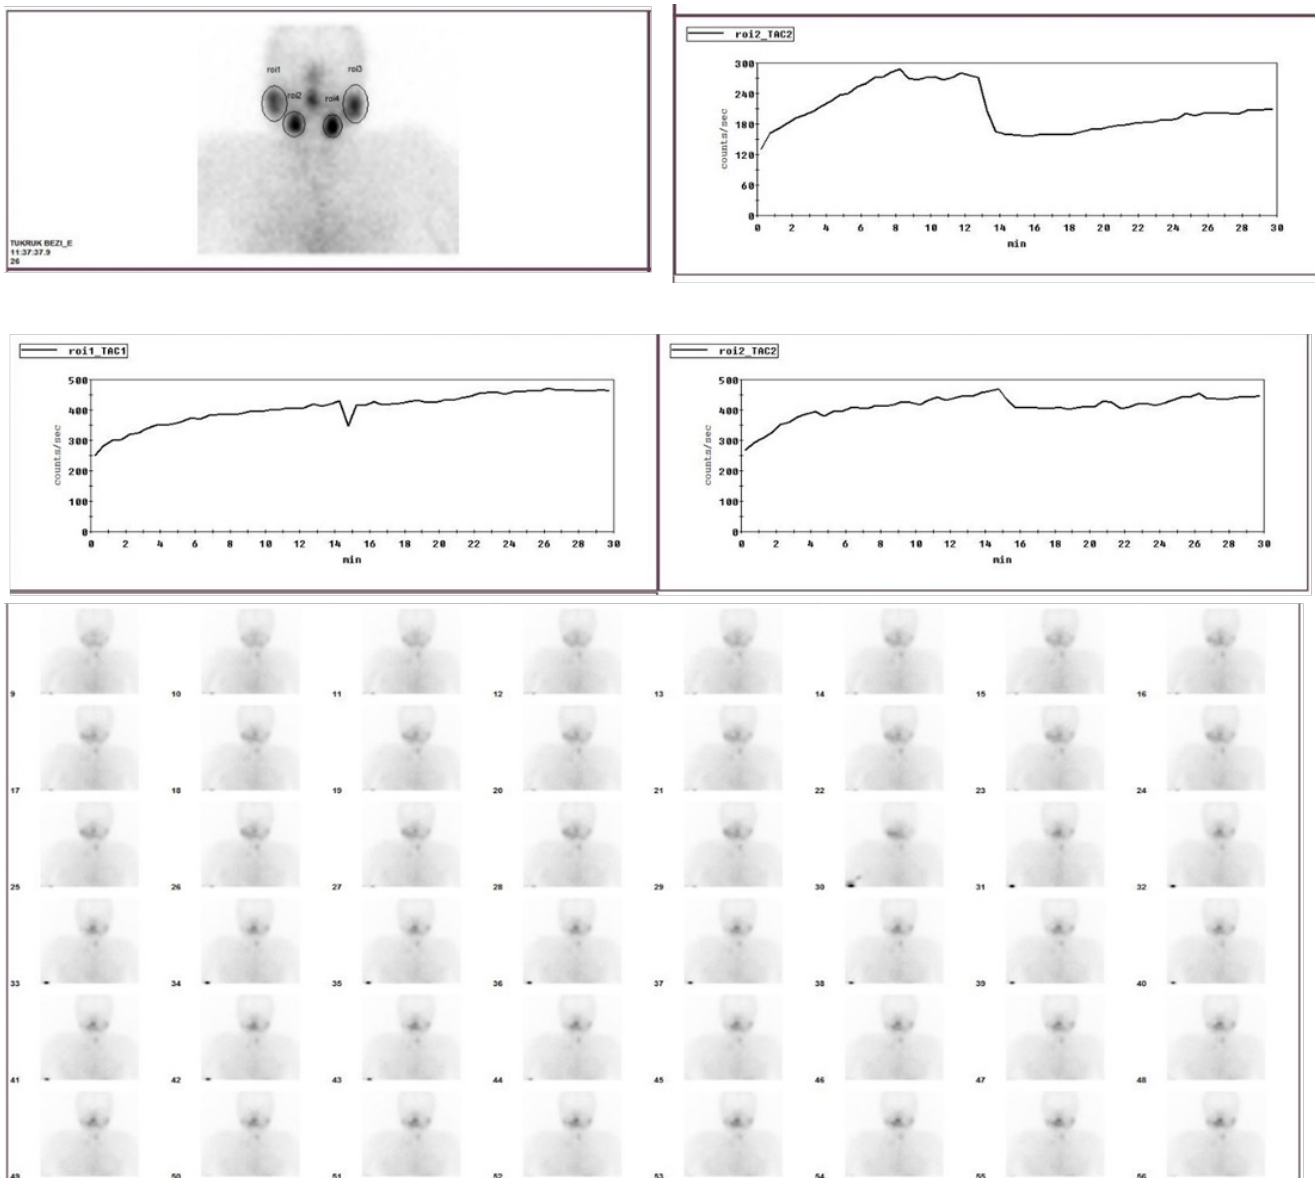 roi1
roi3
roi2
roi4
TUKRUK BEZI_E
11:37:37.9
26
roi2_TAC2
counts/sec
300
240
180
120
60
0
0 2 4 6 8 10 12 14 16 18 20 22 24 26 28 30
min
roi1_TAC1
counts/sec
500
400
300
200
100
0
0 2 4 6 8 10 12 14 16 18 20 22 24 26 28 30
min
roi2_TAC2
counts/sec
500
400
300
200
100
0
0 2 4 6 8 10 12 14 16 18 20 22 24 26 28 30
min
9 10 11 12 13 14 15 16
17 18 19 20 21 22 23 24
25 26 27 28 29 30 31 32
33 34 35 36 37 38 39 40
41 42 43 44 45 46 47 48
49 50 51 52 53 54 55 56